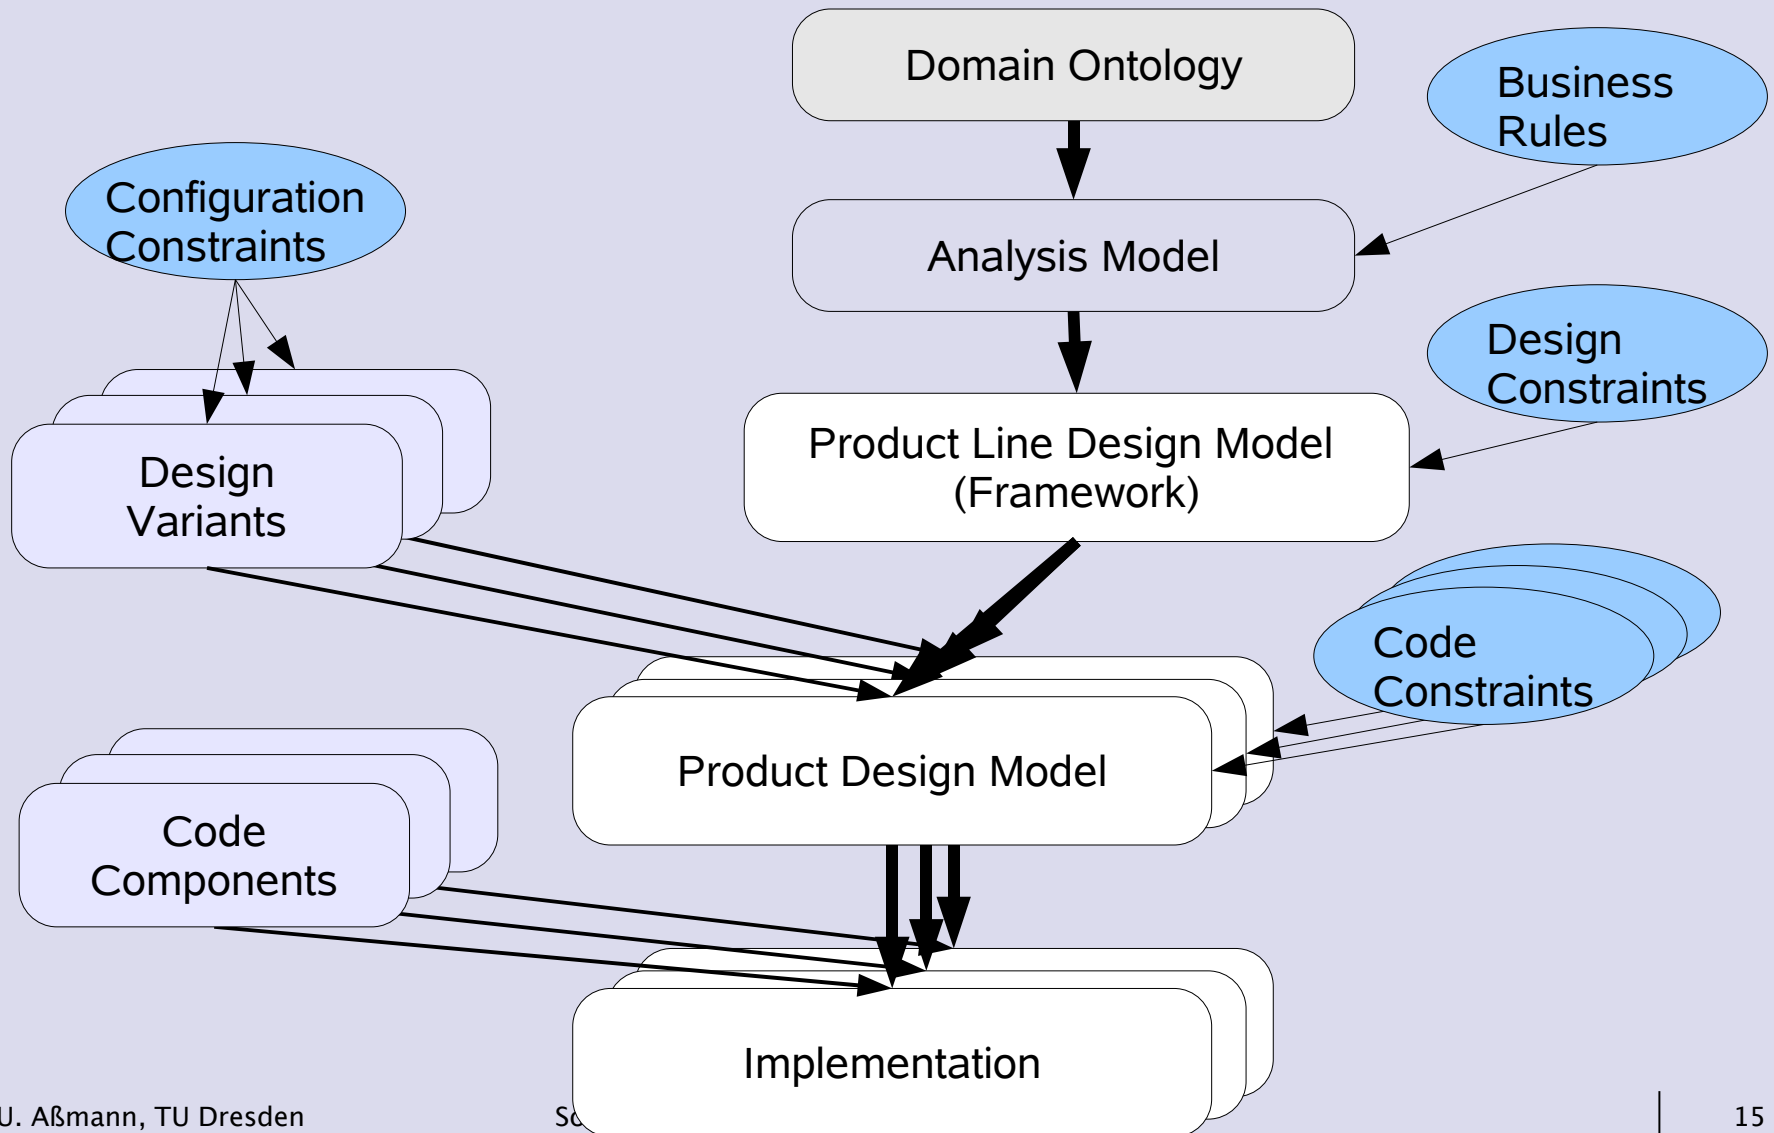 Domain Ontology
Business
Rules
Configuration
Constraints
Analysis Model
Design
Constraints
Product Line Design Model
(Framework)
Design
Variants
Code
Constraints
Product Design Model
Code
Components
Implementation
U. Aßmann, TU Dresden
15